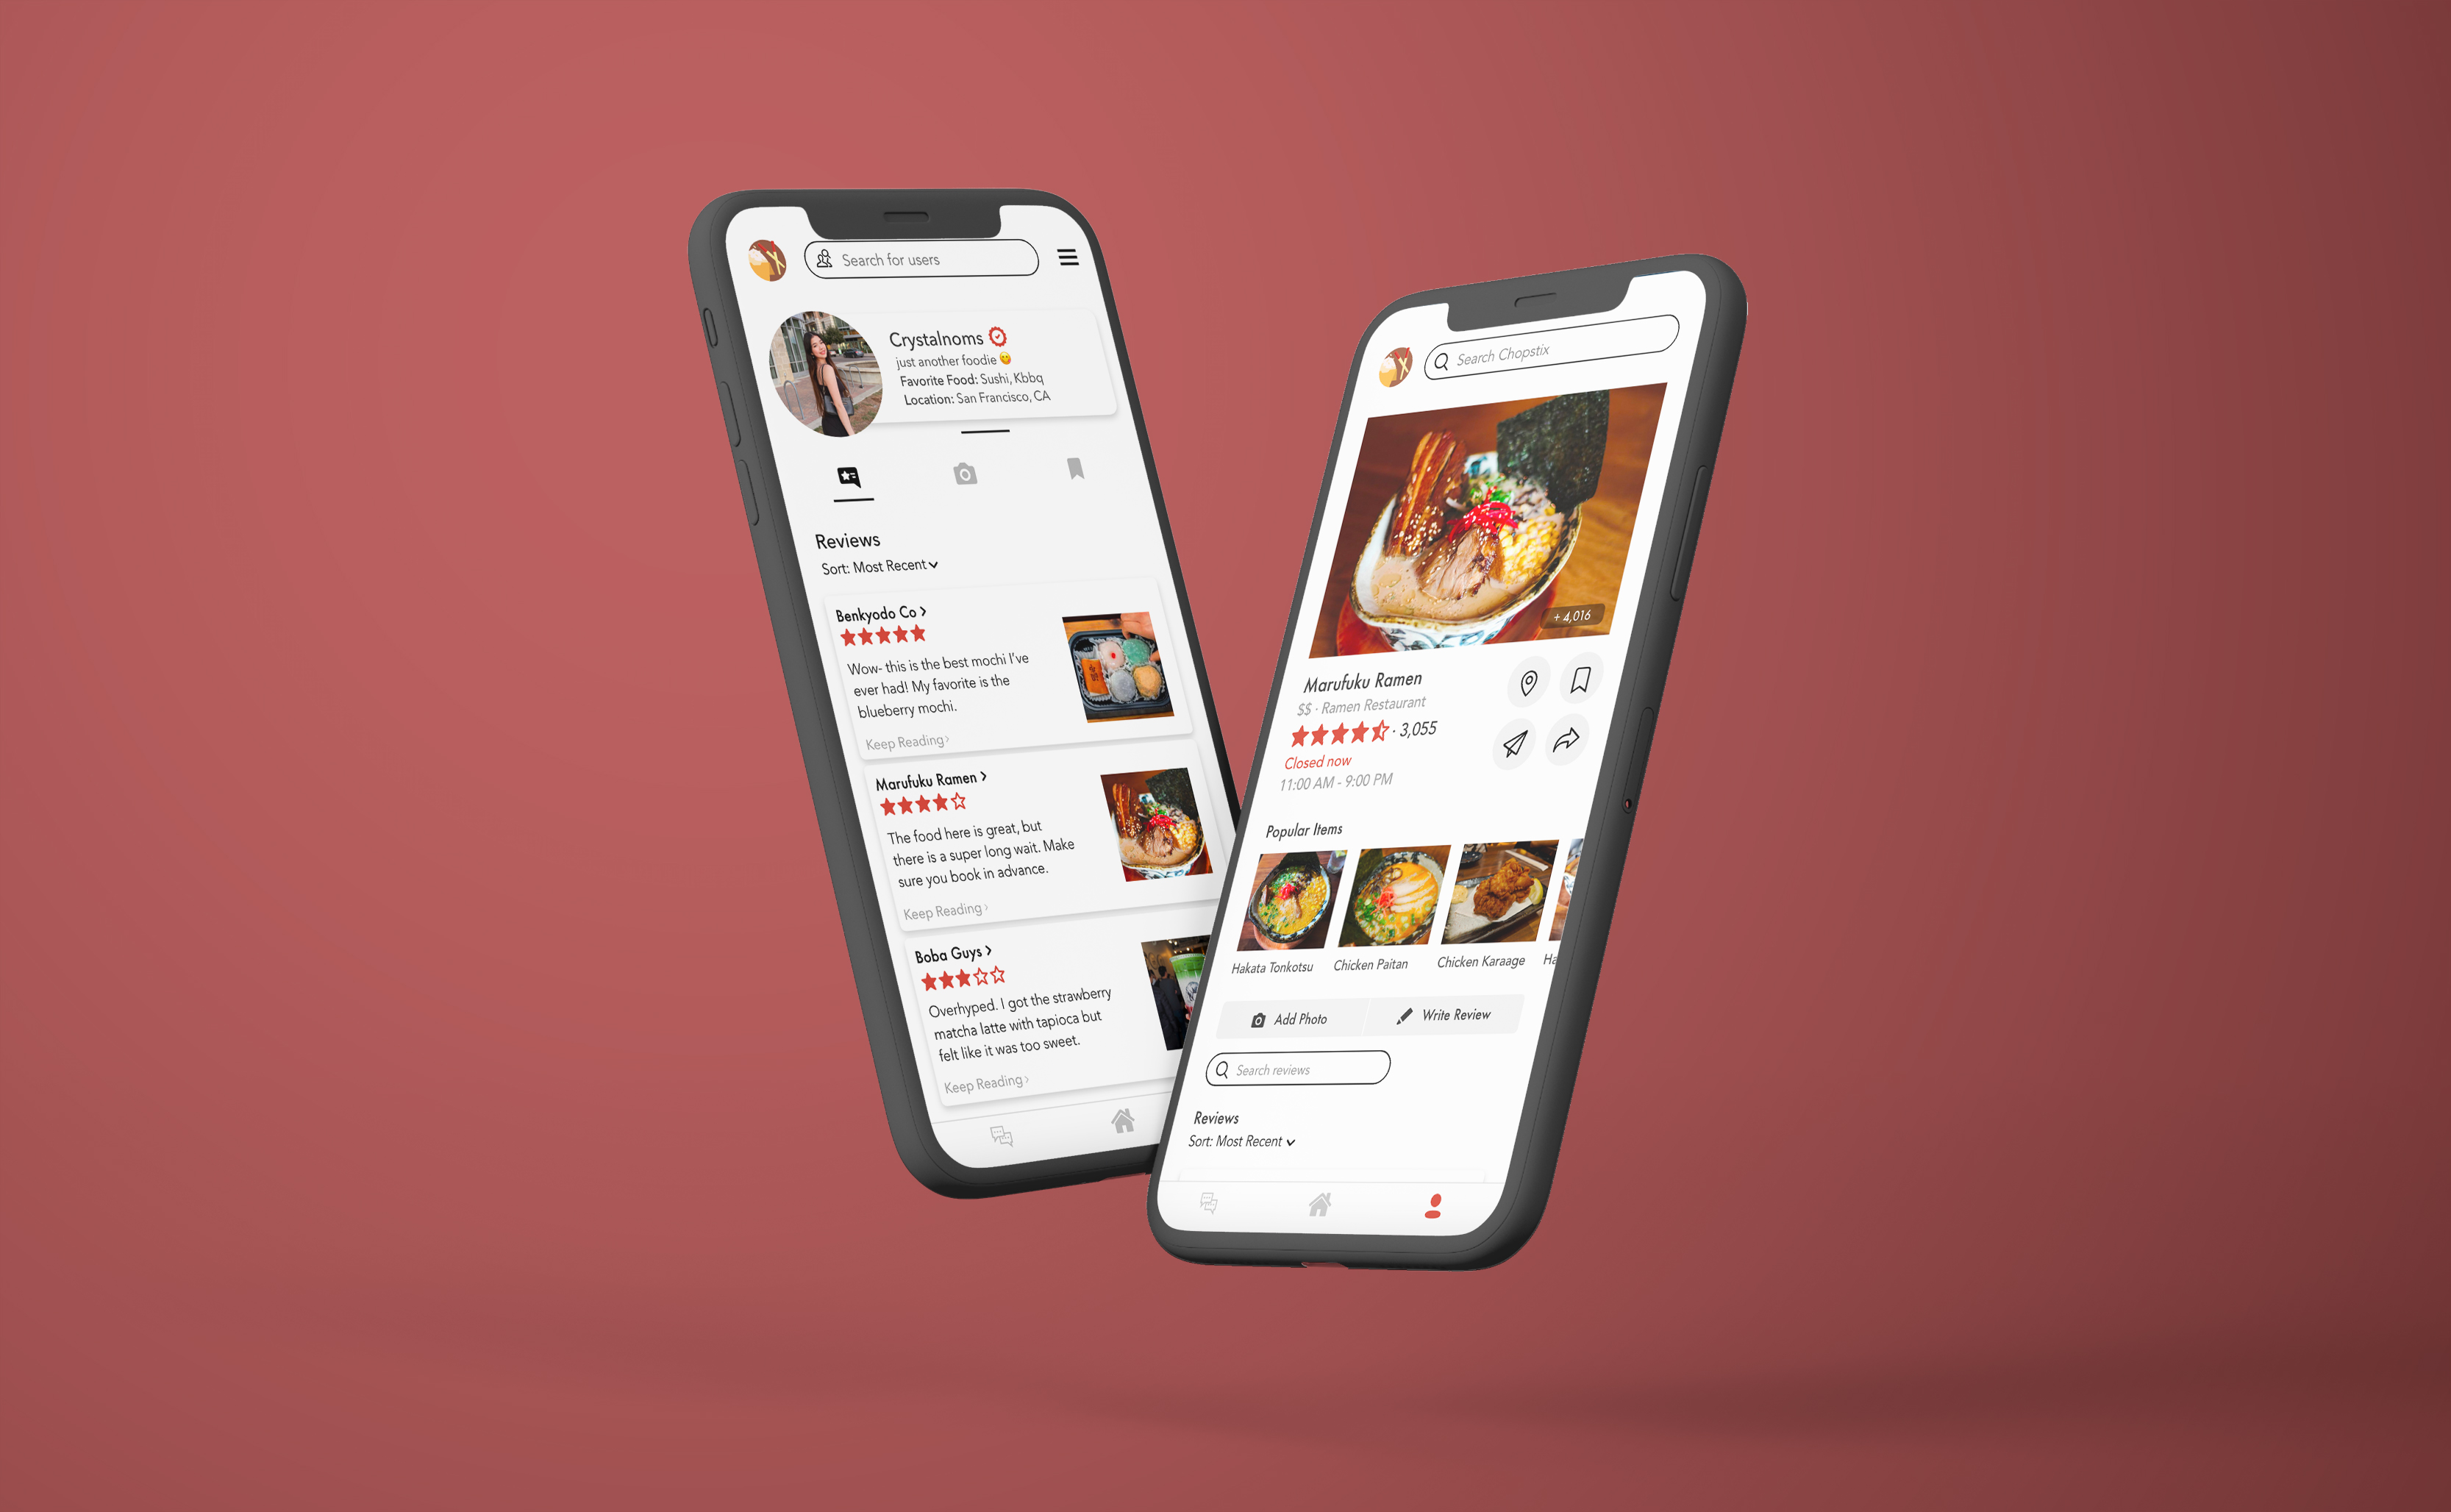 Search for users
Crystalnoms
just another foodie 😋
Favorite Food: Sushi, Kbbq
Location: San Francisco, CA
Reviews
Sort: Most Recent
Benkyodo Co >
Wow- this is the best mochi I've
ever had! My favorite is the
blueberry mochi.
Keep Reading >
Marufuku Ramen >
The food here is great, but
there is a super long wait. Make
sure you book in advance.
Keep Reading >
Boba Guys >
Overhyped. I got the strawberry
matcha latte with tapioca but
felt like it was too sweet.
Keep Reading >
Search Chopstix
+ 4,016
Marufuku Ramen
$$ · Ramen Restaurant
· 3,055
Closed now
11:00 AM - 9:00 PM
Popular Items
Hakata Tonkotsu
Chicken Paitan
Chicken Karaage
Ha
Add Photo
Write Review
Search reviews
Reviews
Sort: Most Recent